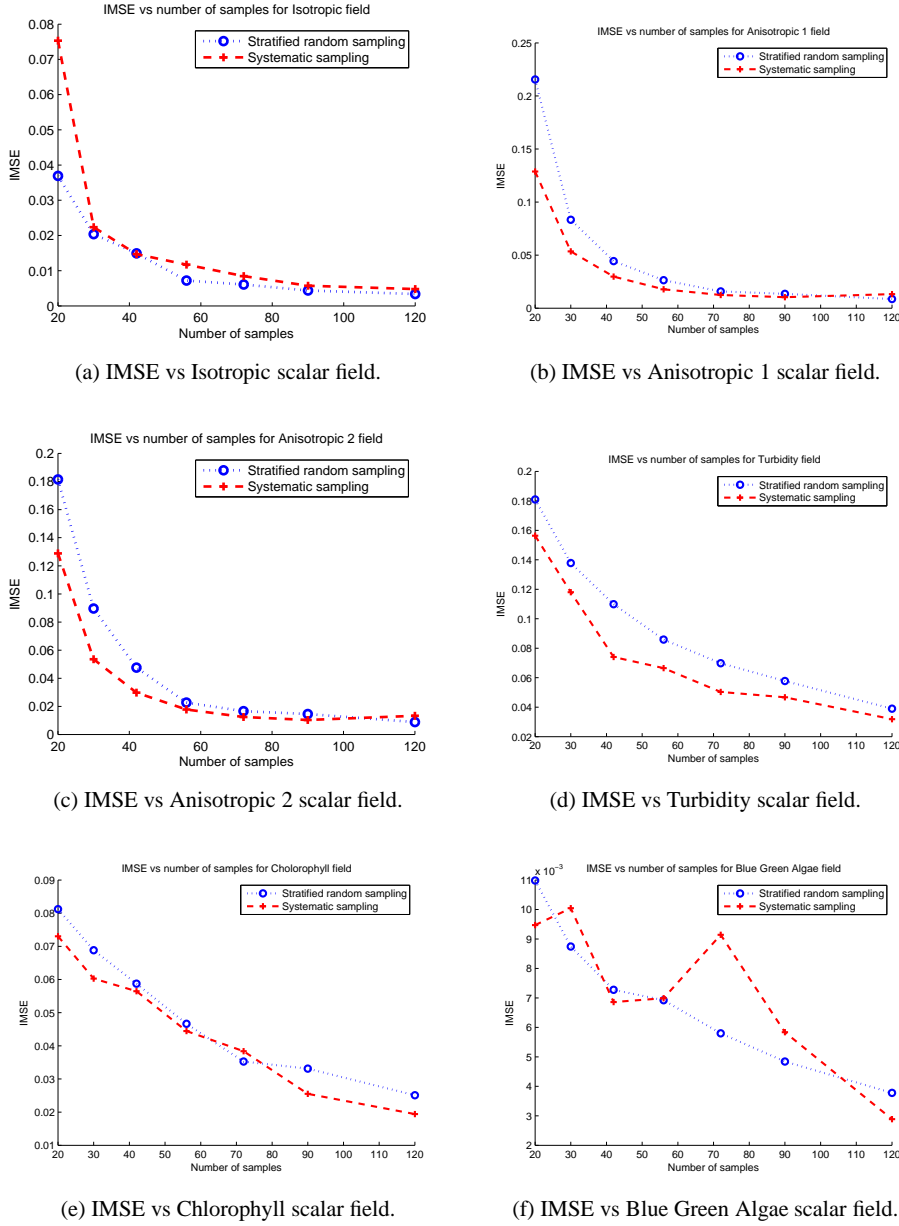 IMSE vs number of samples for Isotropic field
0.08
0.07
0.06
0.05
0.04
0.03
0.02
0.01
0
IMSE
20 40 60 80 100 120
Number of samples
Stratified random sampling
Systematic sampling
(a) IMSE vs Isotropic scalar field.
IMSE vs number of samples for Anisotropic 1 field
0.25
0.2
0.15
0.1
0.05
0
IMSE
20 30 40 50 60 70 80 90 100 110 120
Number of samples
Stratified random sampling
Systematic sampling
(b) IMSE vs Anisotropic 1 scalar field.
IMSE vs number of samples for Anisotropic 2 field
0.2
0.18
0.16
0.14
0.12
0.1
0.08
0.06
0.04
0.02
0
IMSE
20 40 60 80 100 120
Number of samples
Stratified random sampling
Systematic sampling
(c) IMSE vs Anisotropic 2 scalar field.
IMSE vs number of samples for Turbidity field
0.2
0.18
0.16
0.14
0.12
0.1
0.08
0.06
0.04
0.02
IMSE
20 30 40 50 60 70 80 90 100 110 120
Number of samples
Stratified random sampling
Systematic sampling
(d) IMSE vs Turbidity scalar field.
IMSE vs number of samples for Cholorophyll field
0.09
0.08
0.07
0.06
0.05
0.04
0.03
0.02
0.01
IMSE
20 30 40 50 60 70 80 90 100 110 120
Number of samples
Stratified random sampling
Systematic sampling
(e) IMSE vs Chlorophyll scalar field.
IMSE vs number of samples for Blue Green Algae field
x 10⁻³
11
10
9
8
7
6
5
4
3
2
IMSE
20 30 40 50 60 70 80 90 100 110 120
Number of samples
Stratified random sampling
Systematic sampling
(f) IMSE vs Blue Green Algae scalar field.